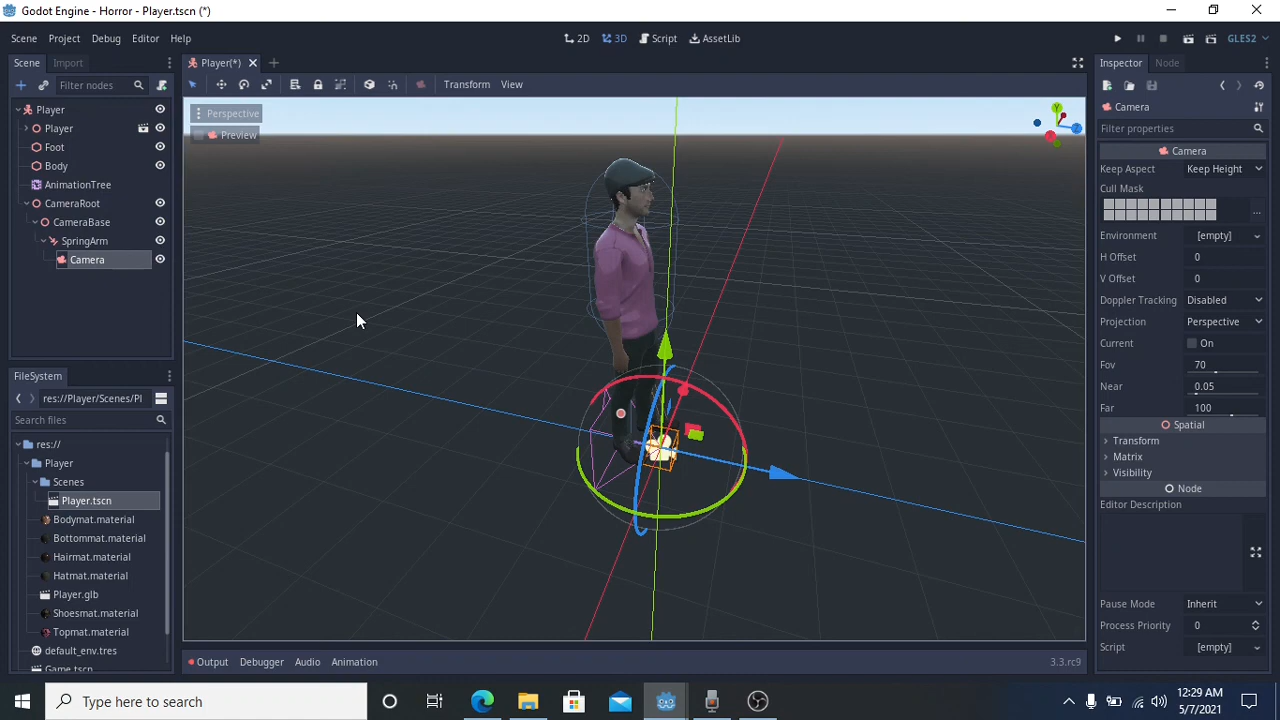 Godot Engine - Horror - Player.tscn (*)
Scene Project Debug Editor Help
2D 3D Script AssetLib
GLES2
Scene Import
Filter nodes
Player
Player
Foot
Body
AnimationTree
CameraRoot
CameraBase
SpringArm
Camera
FileSystem
res://Player/Scenes/Pl
Search files
res://
Player
Scenes
Player.tscn
Bodymat.material
Bottommat.material
Hairmat.material
Hatmat.material
Player.glb
Shoesmat.material
Topmat.material
default_env.tres
Game.tscn
Player(*)
Transform View
Perspective
Preview
Y
Z
Output Debugger Audio Animation 3.3.rc9
Inspector Node
Camera
Filter properties
Camera
Keep Aspect Keep Height
Cull Mask
...
Environment [empty]
H Offset 0
V Offset 0
Doppler Tracking Disabled
Projection Perspective
Current On
Fov 70
Near 0.05
Far 100
Spatial
Transform
Matrix
Visibility
Node
Editor Description
Pause Mode Inherit
Process Priority 0
Script [empty]
Type here to search
12:29 AM
5/7/2021